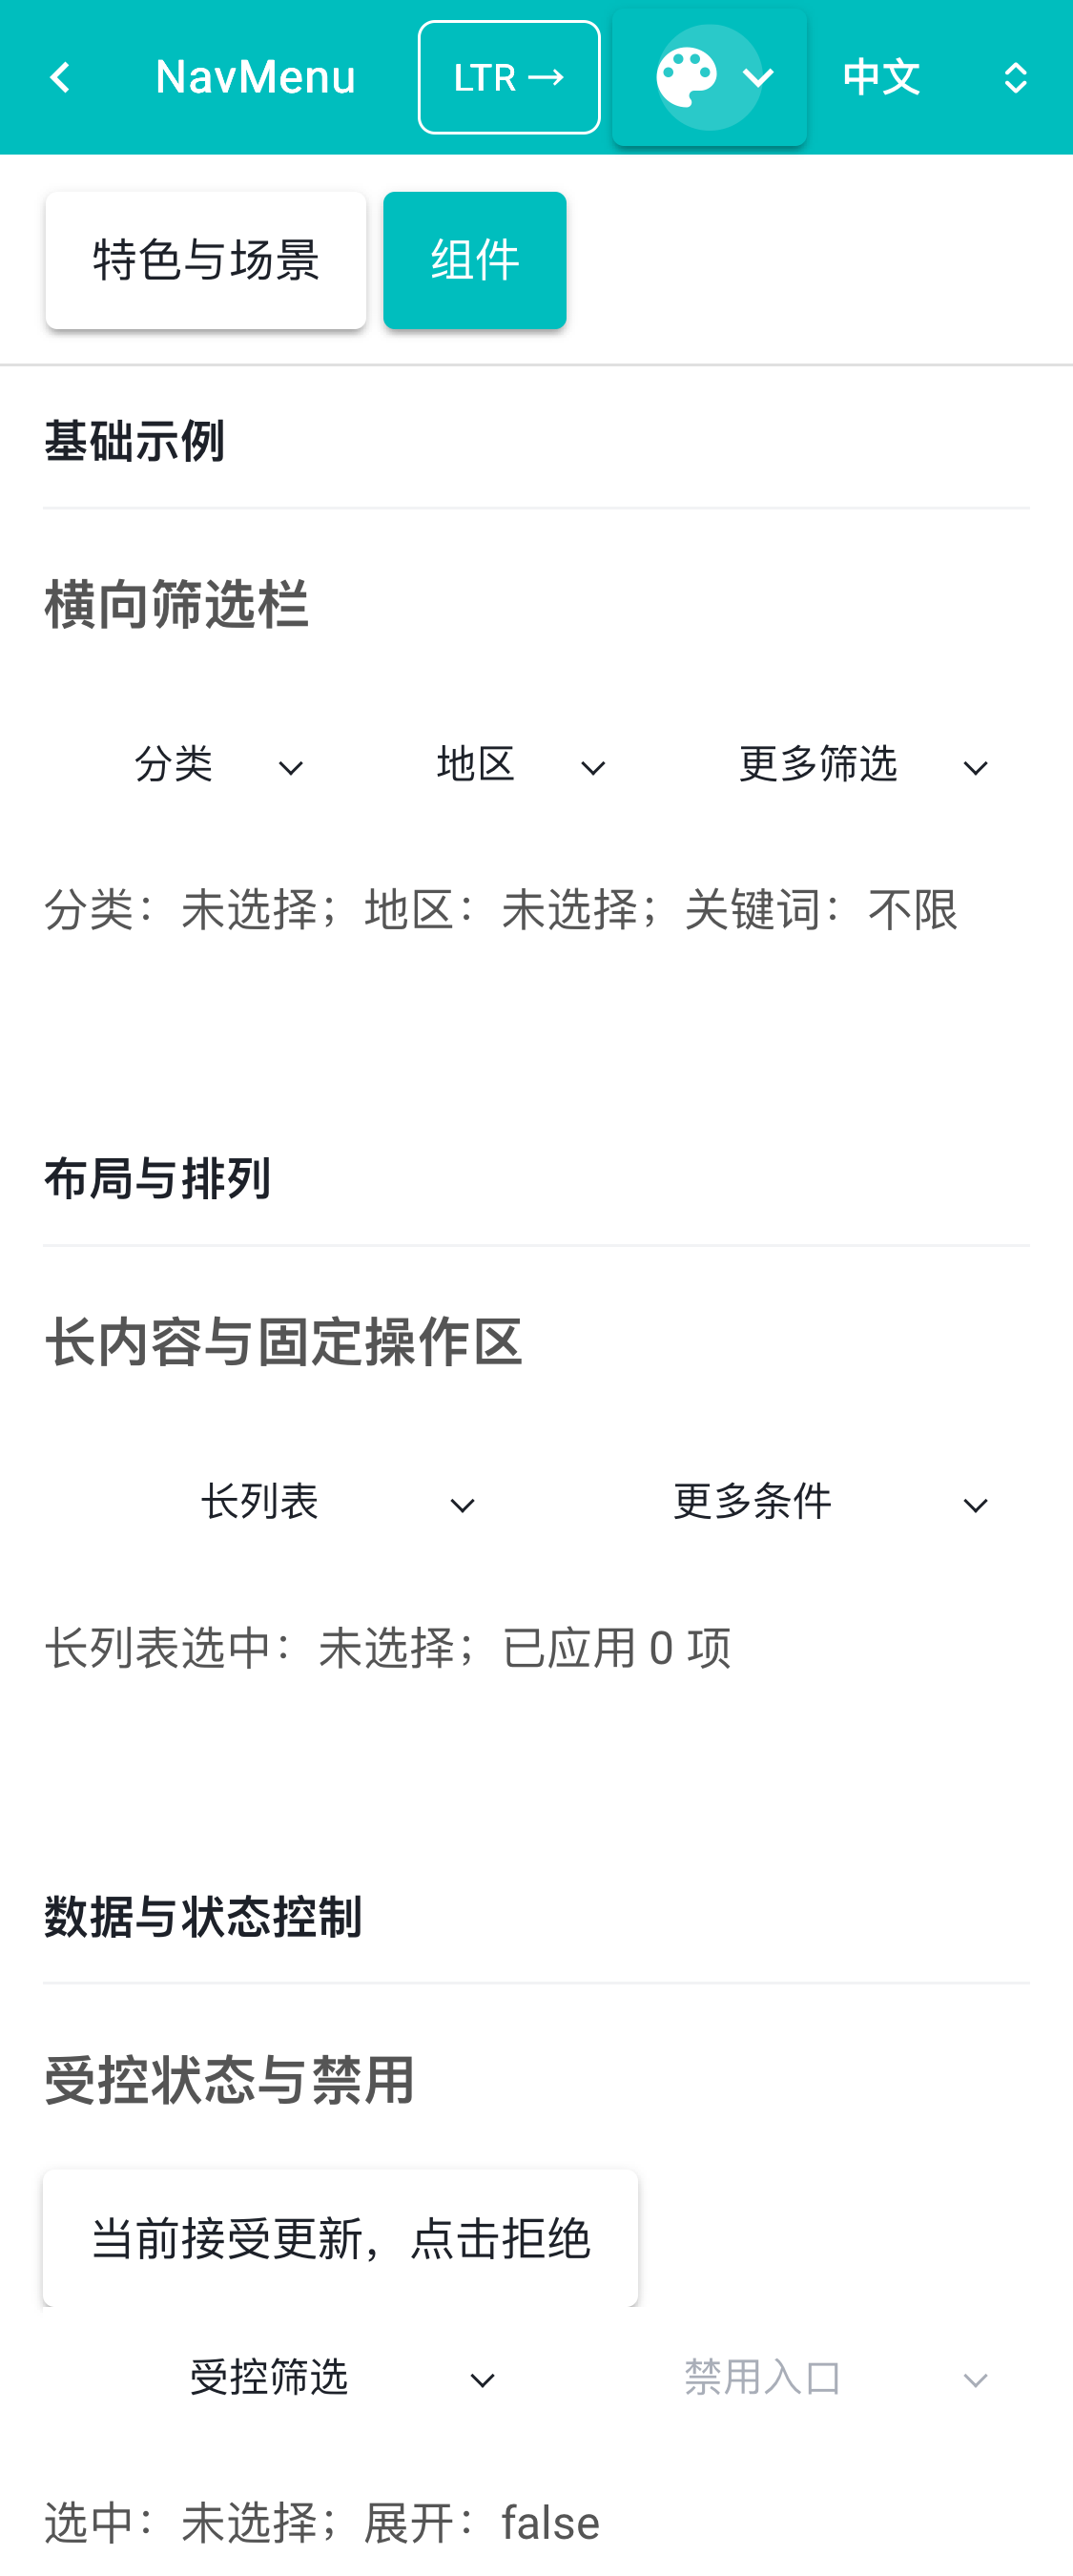 NavMenu LTR → 中文
特色与场景 组件
基础示例
横向筛选栏
分类 地区 更多筛选
分类：未选择；地区：未选择；关键词：不限
布局与排列
长内容与固定操作区
长列表 更多条件
长列表选中：未选择；已应用 0 项
数据与状态控制
受控状态与禁用
当前接受更新，点击拒绝
受控筛选 禁用入口
选中：未选择；展开：false